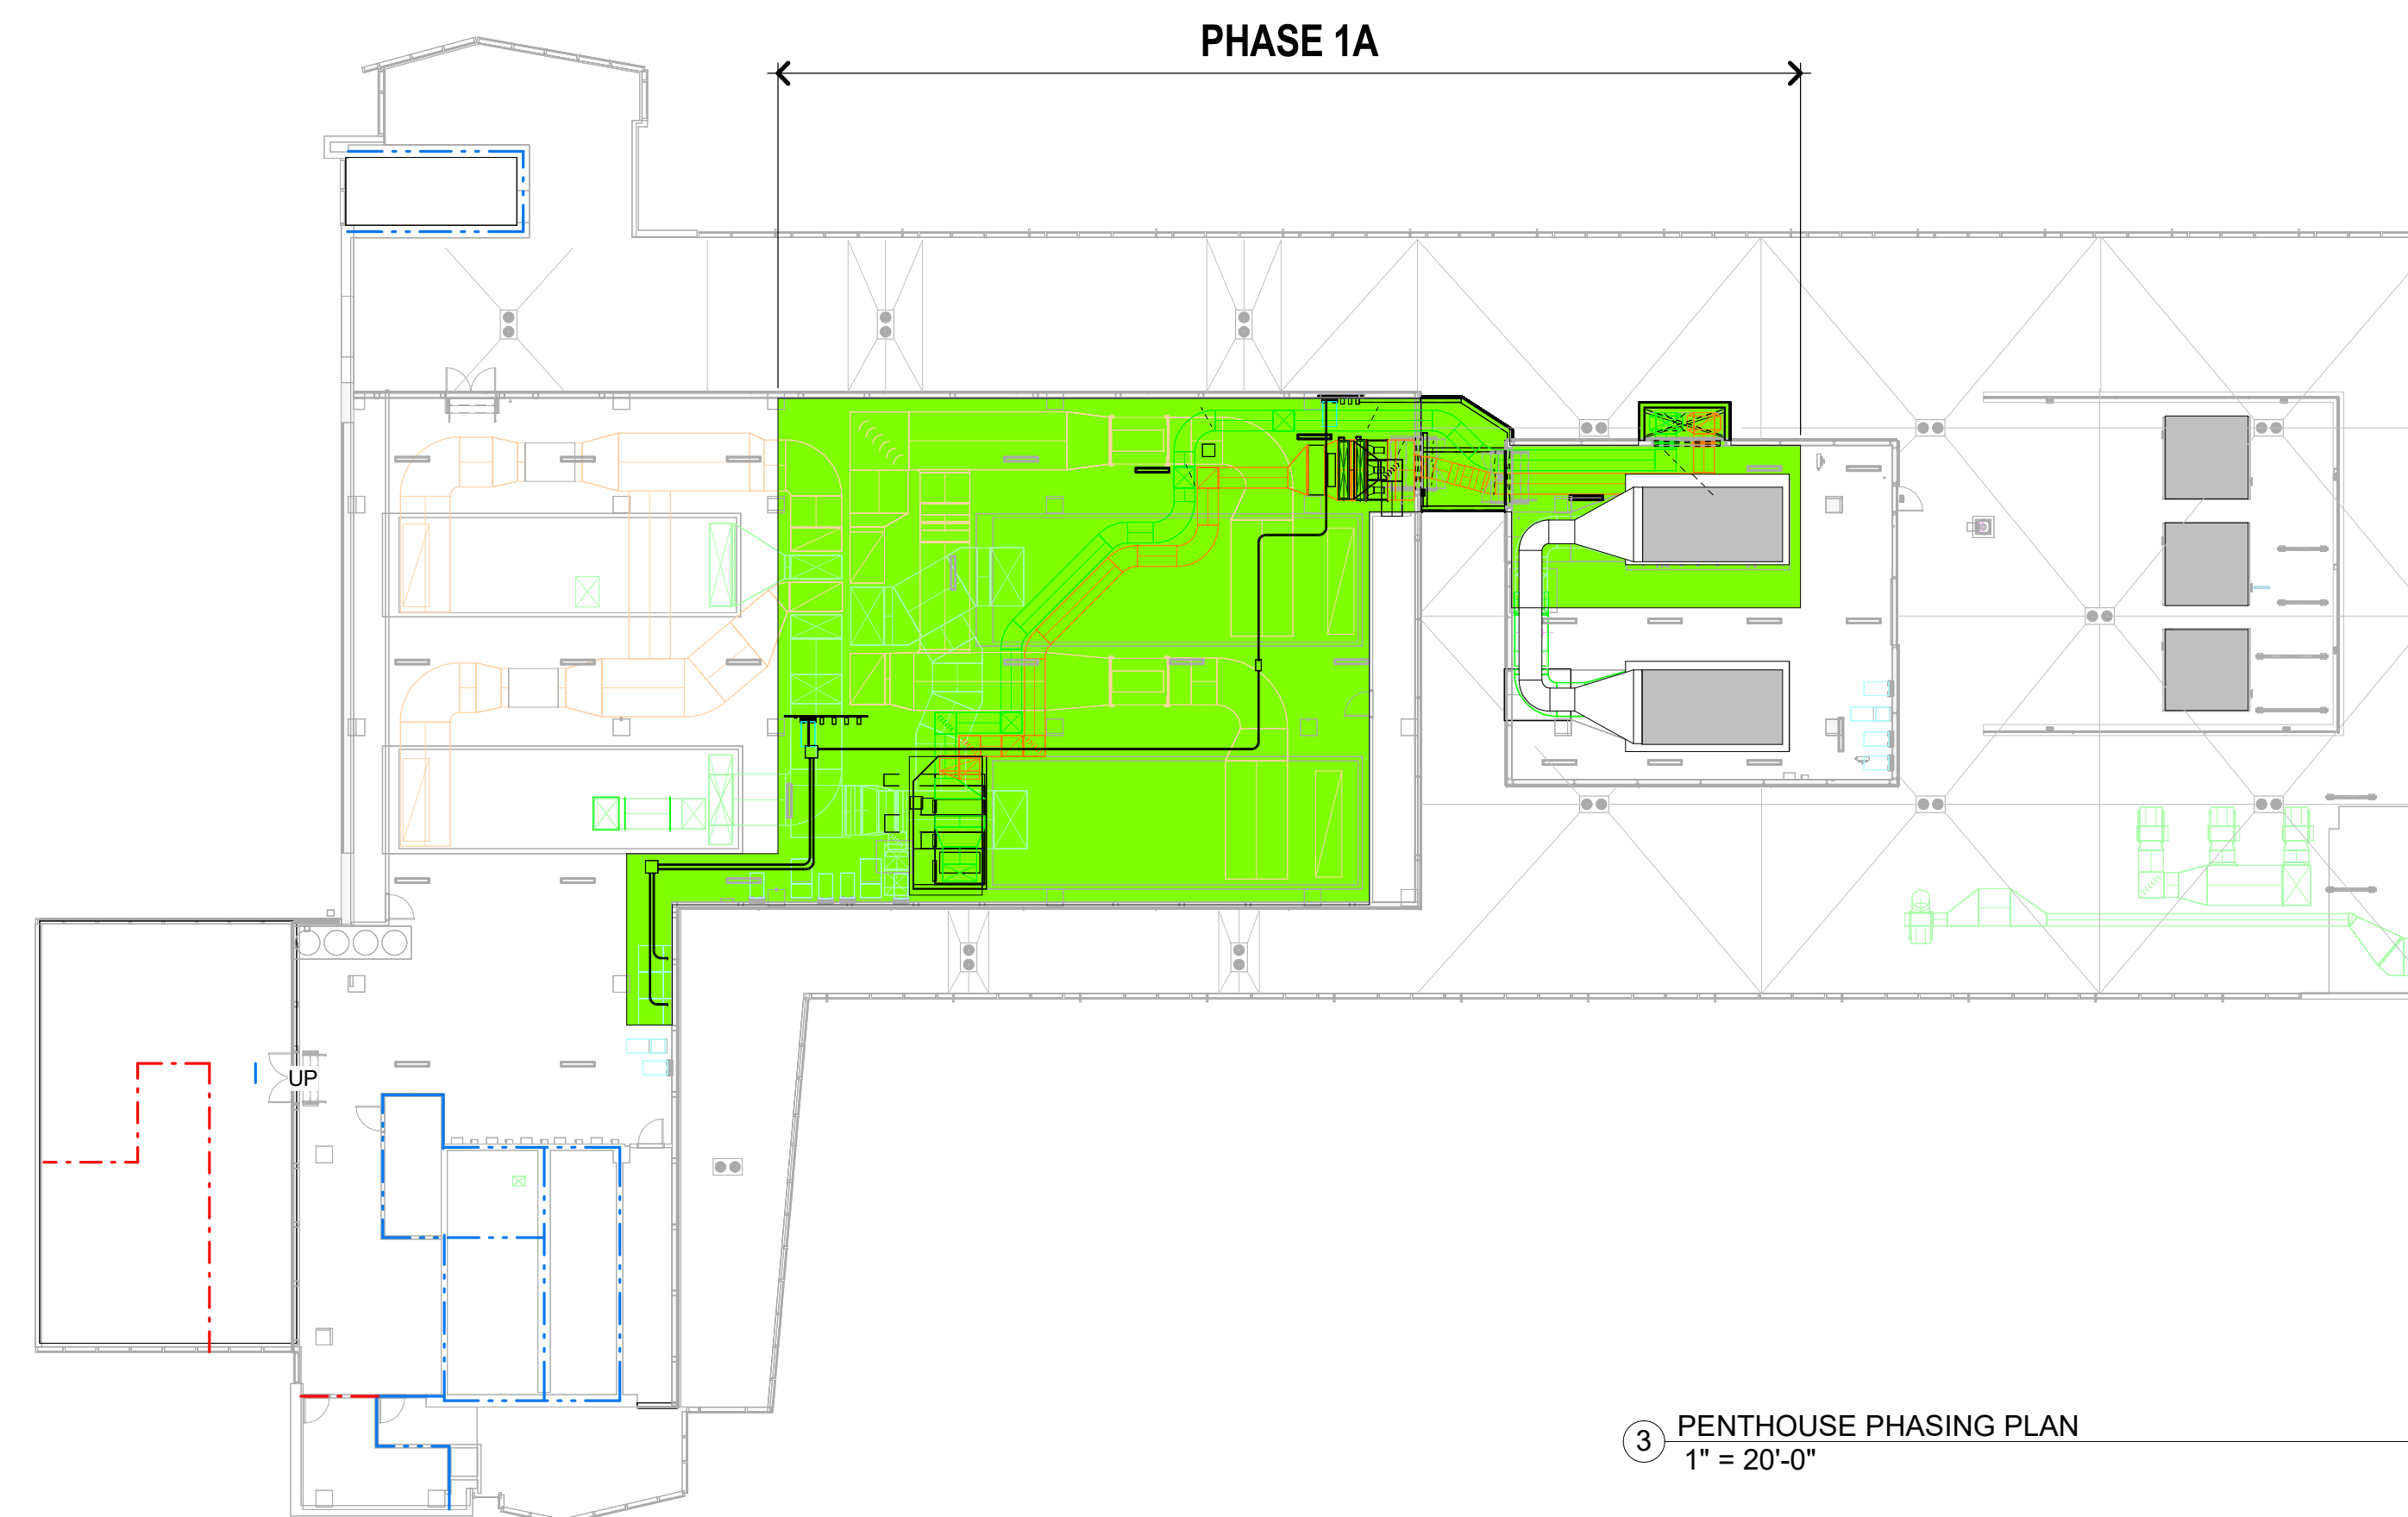 PHASE 1A
UP
3
PENTHOUSE PHASING PLAN
1" = 20'-0"